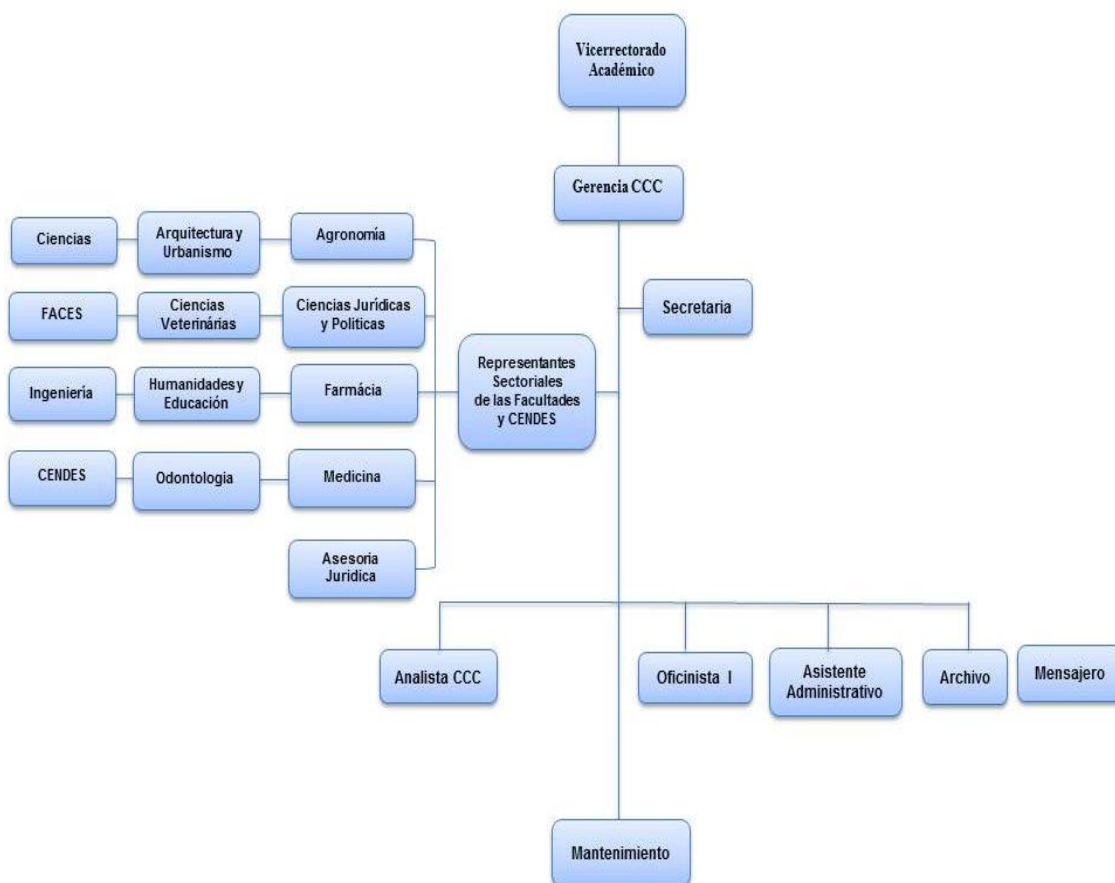 Vicerrectorado
Académico
Gerencia CCC
Ciencias
Arquitectura y
Urbanismo
Agronomía
Secretaria
FACES
Ciencias
Veterinárias
Ciencias Jurídicas
y Politicas
Representantes
Sectoriales
de las Facultades
y CENDES
Ingeniería
Humanidades y
Educación
Farmácia
CENDES
Odontologia
Medicina
Asesoria
Juridica
Analista CCC
Oficinista I
Asistente
Administrativo
Archivo
Mensajero
Mantenimiento